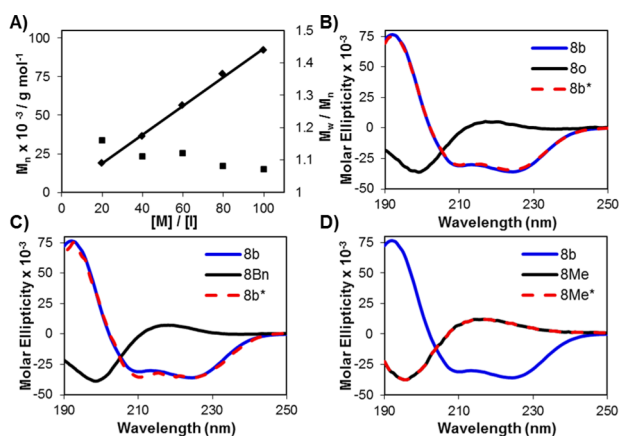 A)
M_n x 10^-3 / g mol^-1
100
75
50
25
0
0 20 40 60 80 100
[M] / [I]
1.5
1.4
1.3
1.2
1.1
1
M_w / M_n
B)
Molar Ellipticity x 10^-3
75
50
25
0
-25
-50
8b
8o
8b*
190 210 230 250
Wavelength (nm)
C)
Molar Ellipticity x 10^-3
75
50
25
0
-25
-50
8b
8Bn
8b*
190 210 230 250
Wavelength (nm)
D)
Molar Ellipticity x 10^-3
75
50
25
0
-25
-50
8b
8Me
8Me*
190 210 230 250
Wavelength (nm)